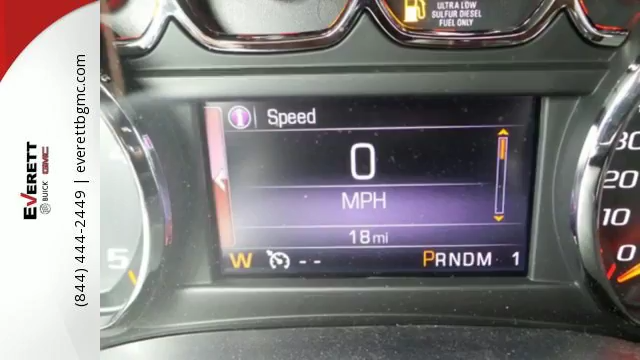 EVERETT
BUICK GMC
(844) 444-2449 | everettbgmc.com
ULTRA LOW
SULFUR DIESEL
FUEL ONLY
i Speed
0
MPH
18 mi
W -- PRNDM 1
5
30
20
10
0